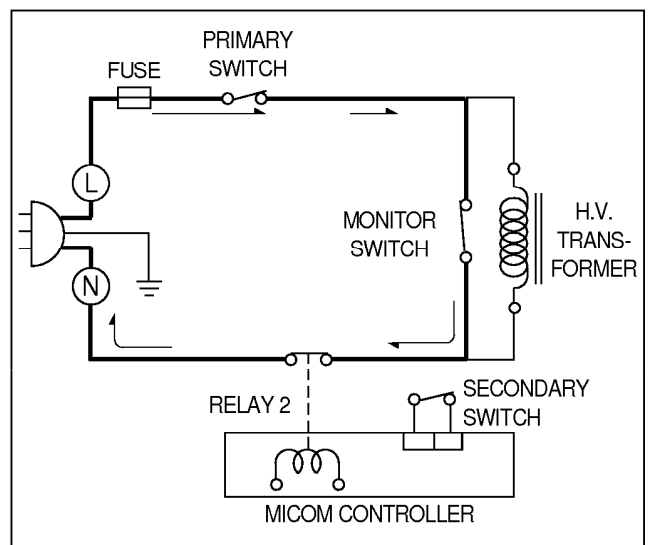 PRIMARY
SWITCH
FUSE
L
MONITOR
SWITCH
H.V.
TRANS-
FORMER
N
RELAY 2
SECONDARY
SWITCH
MICOM CONTROLLER